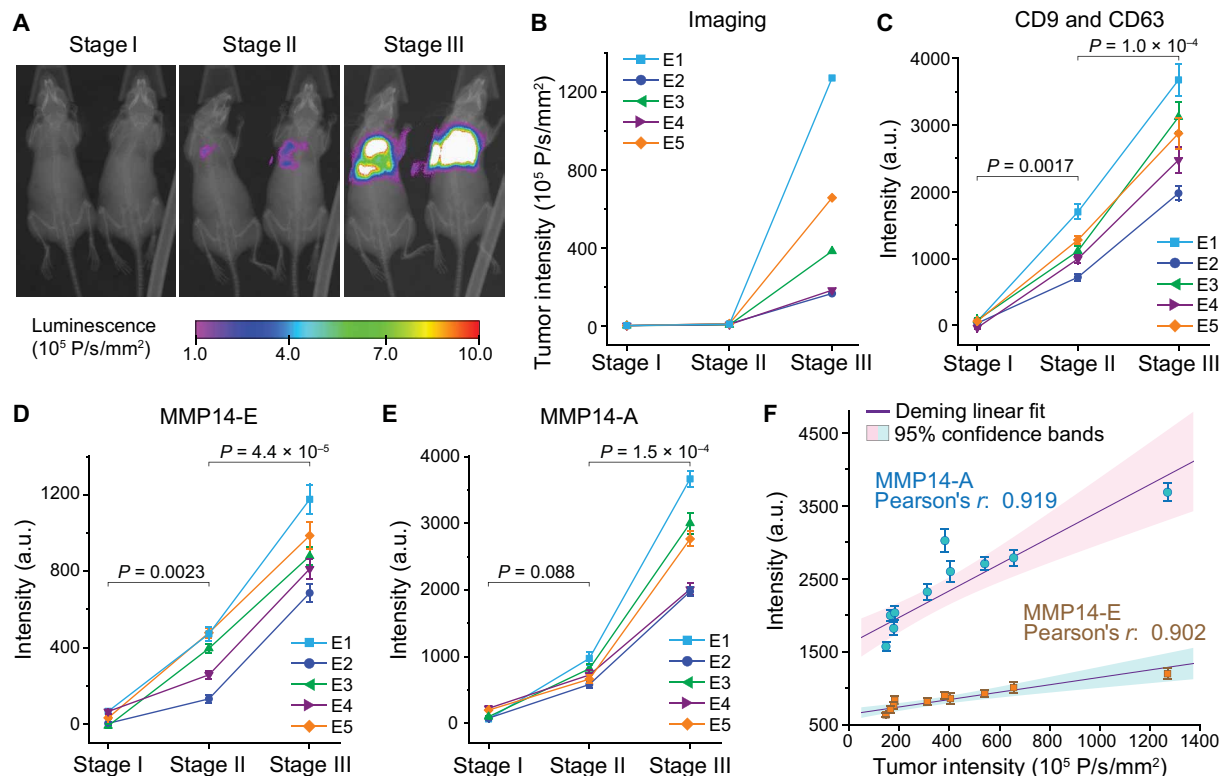 A
Stage I
Stage II
Stage III
Luminescence
(10⁵ P/s/mm²)
1.0
4.0
7.0
10.0
B
Imaging
Tumor intensity (10⁵ P/s/mm²)
1200
800
400
0
E1
E2
E3
E4
E5
Stage I
Stage II
Stage III
C
CD9 and CD63
P = 1.0 × 10⁻⁴
P = 0.0017
Intensity (a.u.)
4000
3000
2000
1000
0
E1
E2
E3
E4
E5
Stage I
Stage II
Stage III
D
MMP14-E
P = 4.4 × 10⁻⁵
P = 0.0023
Intensity (a.u.)
1200
800
400
0
E1
E2
E3
E4
E5
Stage I
Stage II
Stage III
E
MMP14-A
P = 1.5 × 10⁻⁴
P = 0.088
Intensity (a.u.)
4000
3000
2000
1000
0
E1
E2
E3
E4
E5
Stage I
Stage II
Stage III
F
Deming linear fit
95% confidence bands
MMP14-A
Pearson's r: 0.919
MMP14-E
Pearson's r: 0.902
Intensity (a.u.)
4500
3500
2500
1500
500
0
200
400
600
800
1000
1200
1400
Tumor intensity (10⁵ P/s/mm²)